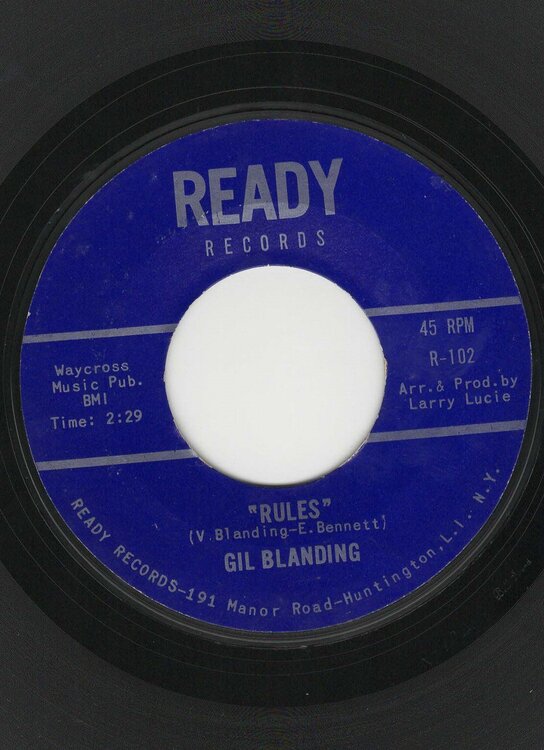 READY
RECORDS
45 RPM
R-102
Arr.& Prod.by
Larry Lucie
Waycross
Music Pub.
BMI
Time: 2:29
"RULES"
(V.Blanding-E.Bennett)
GIL BLANDING
READY RECORDS-191 Manor Road-Huntington,L.I. N.Y.